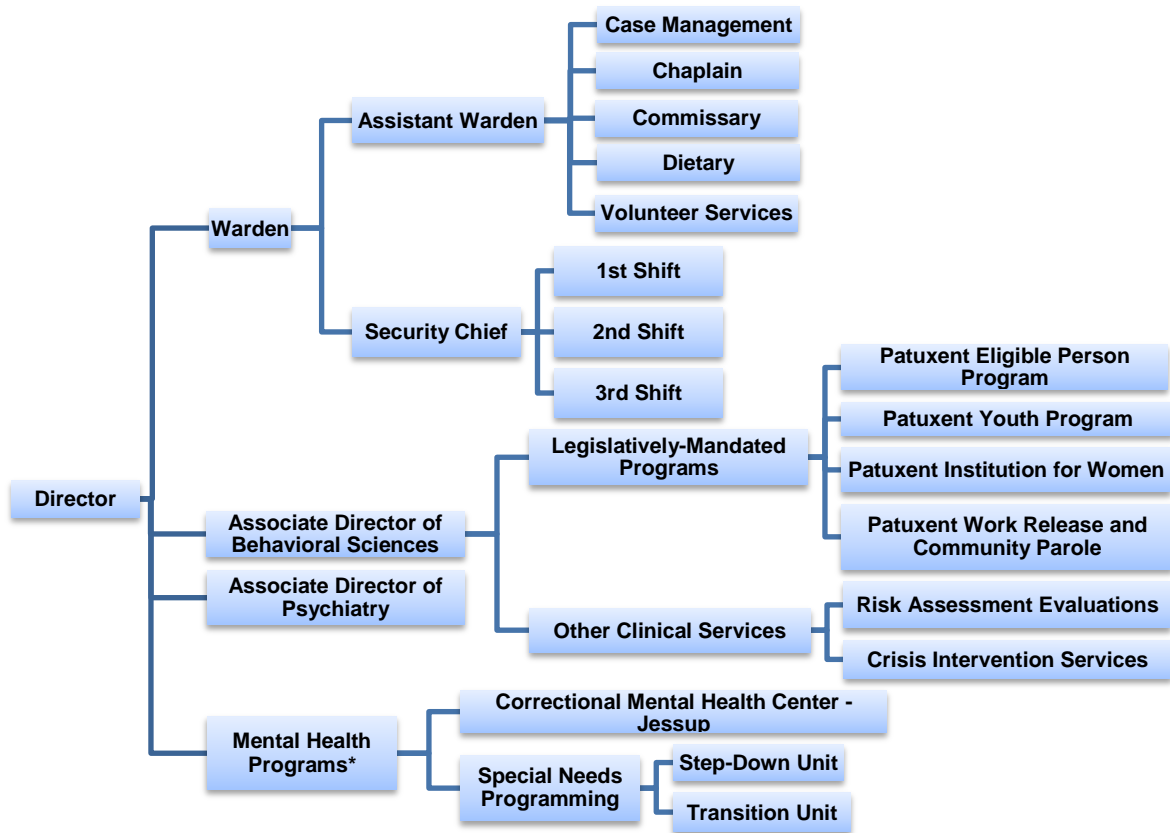 Case Management
Chaplain
Assistant Warden
Commissary
Dietary
Warden
Volunteer Services
1st Shift
Security Chief
2nd Shift
3rd Shift
Patuxent Eligible Person
Program
Legislatively-Mandated
Programs
Patuxent Youth Program
Patuxent Institution for Women
Director
Associate Director of
Behavioral Sciences
Patuxent Work Release and
Community Parole
Associate Director of
Psychiatry
Other Clinical Services
Risk Assessment Evaluations
Crisis Intervention Services
Mental Health
Programs*
Correctional Mental Health Center -
Jessup
Special Needs
Programming
Step-Down Unit
Transition Unit